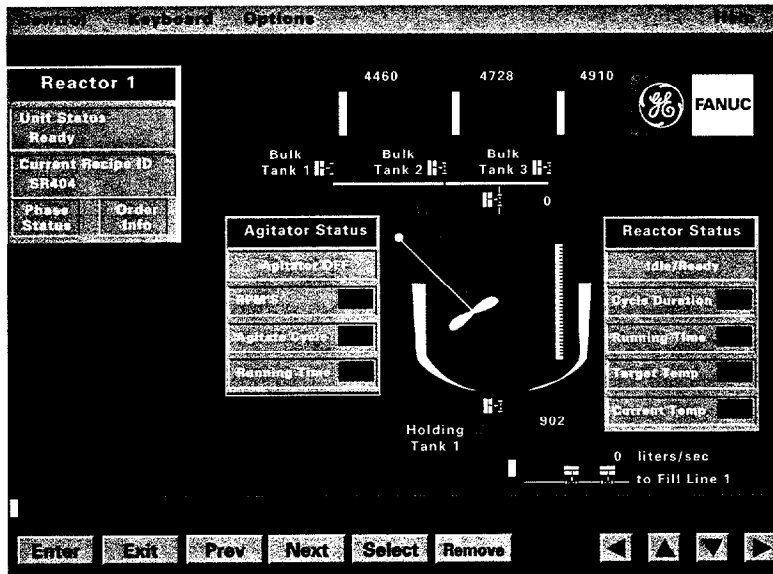 Control Keyboard Options Help
Reactor 1
Unit Status
Ready
Current Recipe ID
SR404
Phase Status
Order Info
4460 4728 4910
GE FANUC
Bulk Tank 1
Bulk Tank 2
Bulk Tank 3
0
Agitator Status
Agitator OFF
RPM'S
Agitate Cycle
Running Time
Reactor Status
Idle/Ready
Cycle Duration
Running Time
Target Temp
Current Temp
Holding Tank 1
902
0 liters/sec
to Fill Line 1
Enter Exit Prev Next Select Remove